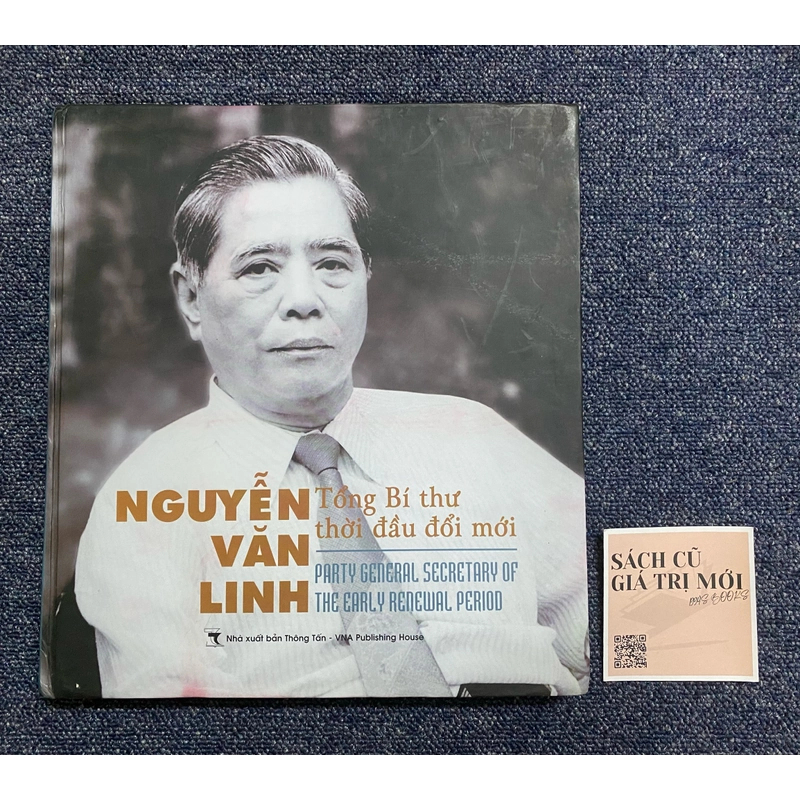 NGUYỄN
VĂN
LINH
Tổng Bí thư
thời đầu đổi mới
PARTY GENERAL SECRETARY OF
THE EARLY RENEWAL PERIOD
Nhà xuất bản Thông Tấn - VNA Publishing House
SÁCH CŨ
GIÁ TRỊ MỚI
BOOKS